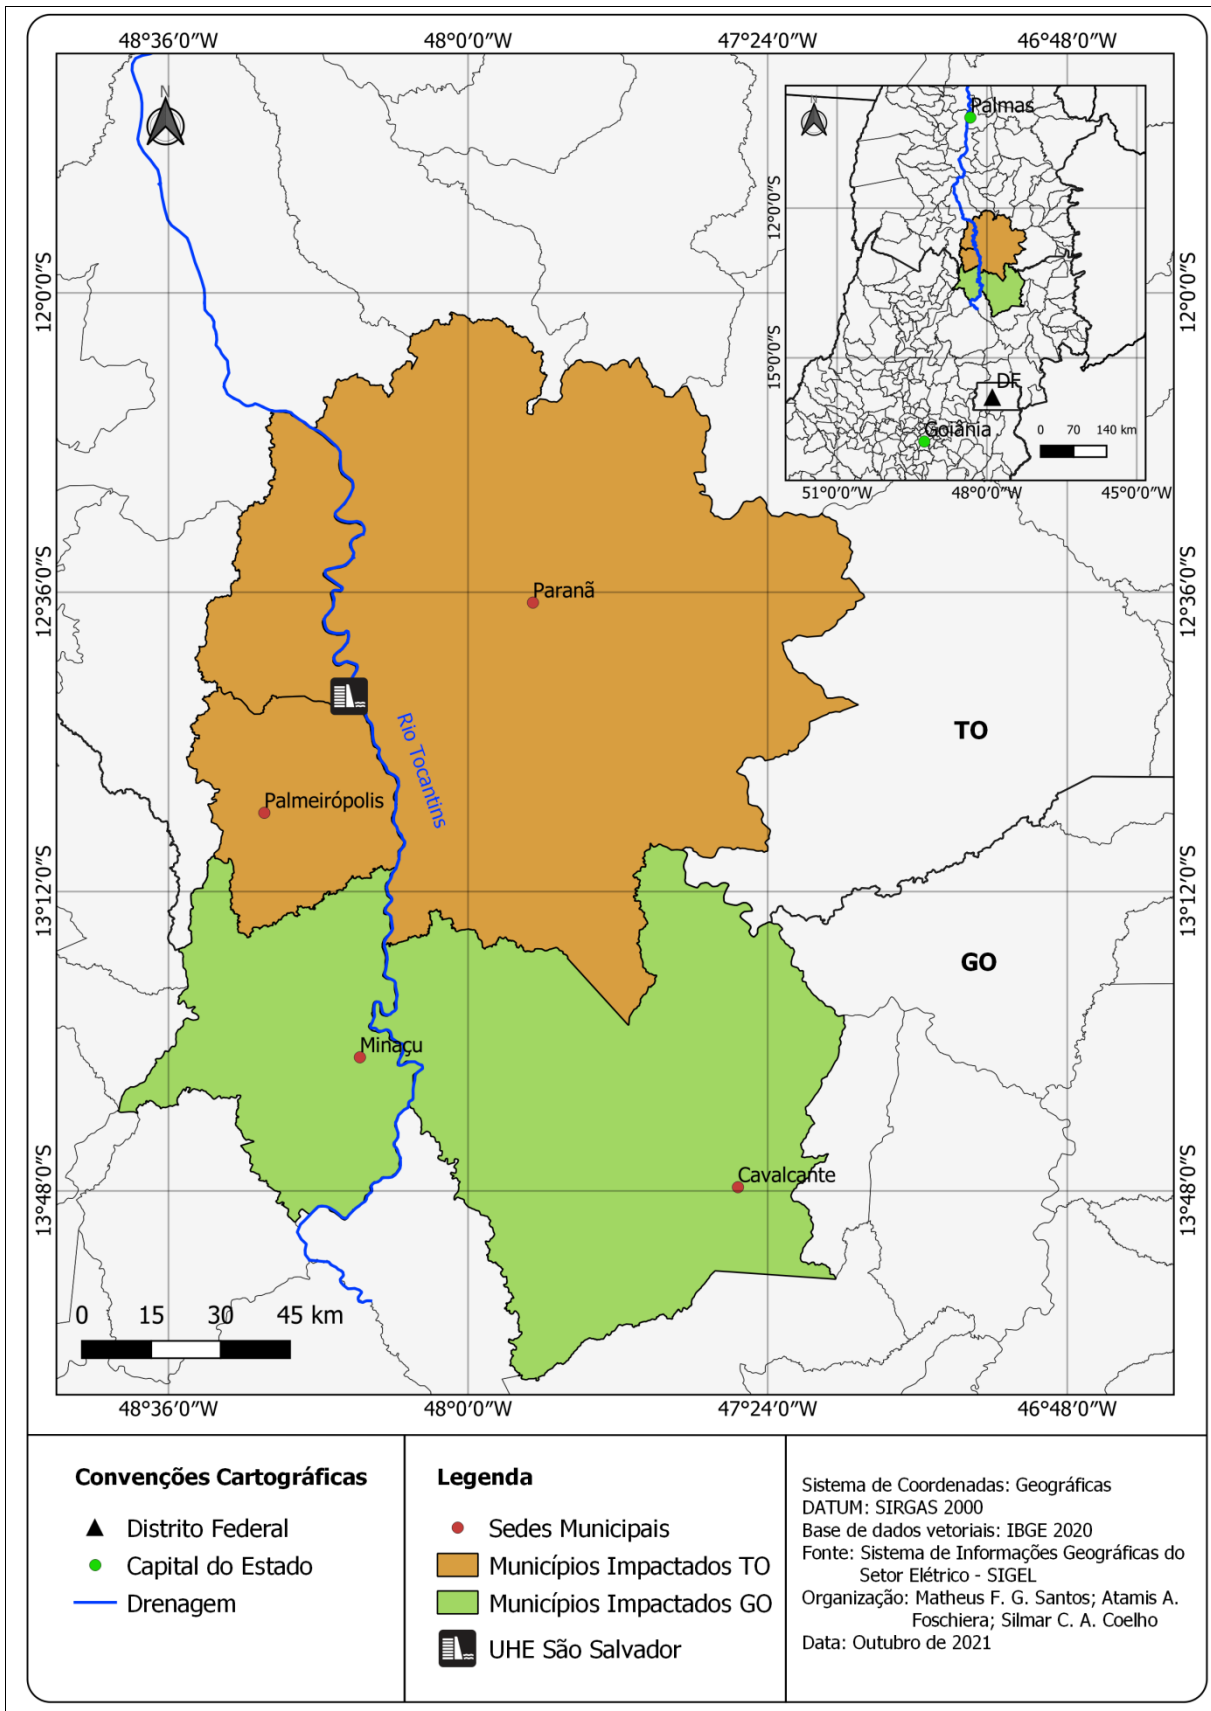 48°36'0"W 48°0'0"W 47°24'0"W 46°48'0"W
N
N
Palmas
12°0'0"S
15°0'0"S
DF
Goiânia
0 70 140 km
51°0'0"W 48°0'0"W 45°0'0"W
12°0'0"S
12°0'0"S
12°36'0"S
12°36'0"S
Paranã
Rio Tocantins
TO
Palmeirópolis
13°12'0"S
13°12'0"S
GO
Minaçu
Cavalcante
13°48'0"S
13°48'0"S
0 15 30 45 km
48°36'0"W 48°0'0"W 47°24'0"W 46°48'0"W
Convenções Cartográficas
Distrito Federal
Capital do Estado
Drenagem
Legenda
Sedes Municipais
Municípios Impactados TO
Municípios Impactados GO
UHE São Salvador
Sistema de Coordenadas: Geográficas
DATUM: SIRGAS 2000
Base de dados vetoriais: IBGE 2020
Fonte: Sistema de Informações Geográficas do
Setor Elétrico - SIGEL
Organização: Matheus F. G. Santos; Atamis A.
Foschiera; Silmar C. A. Coelho
Data: Outubro de 2021